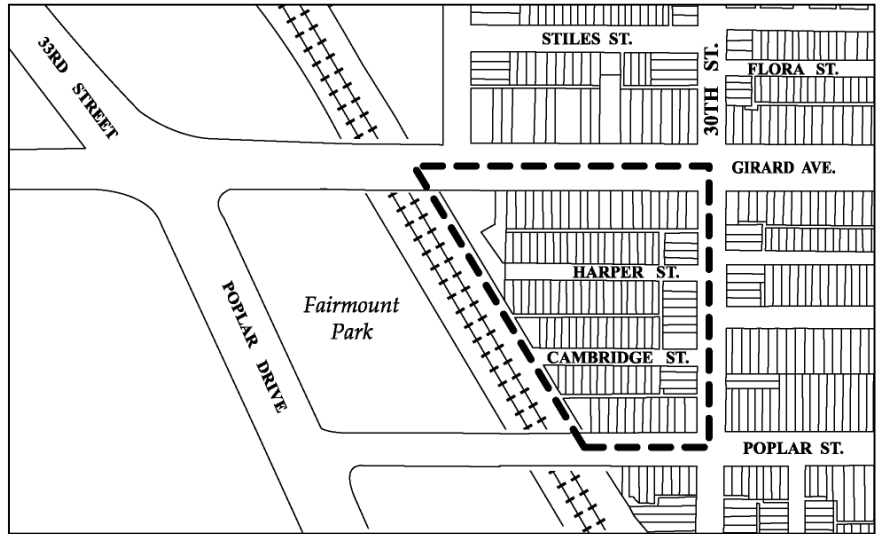 STILES ST.
33RD STREET
30TH ST.
FLORA ST.
GIRARD AVE.
HARPER ST.
Fairmount
Park
POPLAR DRIVE
CAMBRIDGE ST.
POPLAR ST.